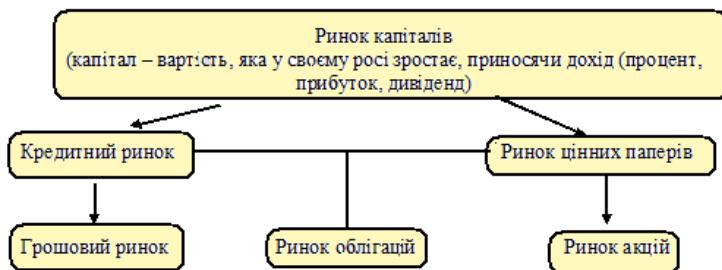 Ринок капіталів
(капітал – вартість, яка у своєму росі зростає, приносячи дохід (процент,
прибуток, дивіденд)
Кредитний ринок
Ринок цінних паперів
Грошовий ринок
Ринок облігацій
Ринок акцій